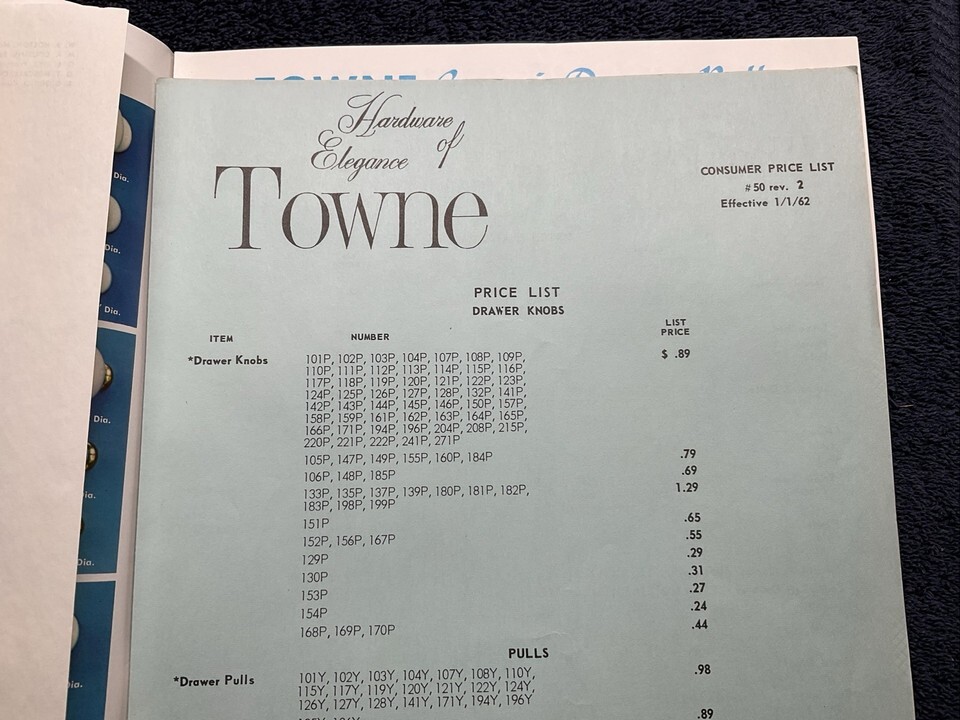 Dia.
Dia.
Dia.
Dia.
Dia.
TOWNE
Hardware
of
Elegance
Towne
CONSUMER PRICE LIST
#50 rev. 2
Effective 1/1/62
PRICE LIST
DRAWER KNOBS
ITEM NUMBER LIST PRICE
*Drawer Knobs 101P, 102P, 103P, 104P, 107P, 108P, 109P, $ .89
110P, 111P, 112P, 113P, 114P, 115P, 116P,
117P, 118P, 119P, 120P, 121P, 122P, 123P,
124P, 125P, 126P, 127P, 128P, 132P, 141P,
142P, 143P, 144P, 145P, 146P, 150P, 157P,
158P, 159P, 161P, 162P, 163P, 164P, 165P,
166P, 171P, 194P, 196P, 204P, 208P, 215P,
220P, 221P, 222P, 241P, 271P
105P, 147P, 149P, 155P, 160P, 184P .79
106P, 148P, 185P .69
133P, 135P, 137P, 139P, 180P, 181P, 182P, 1.29
183P, 198P, 199P
151P .65
152P, 156P, 167P .55
129P .29
130P .31
153P .27
154P .24
168P, 169P, 170P .44
PULLS
*Drawer Pulls 101Y, 102Y, 103Y, 104Y, 107Y, 108Y, 110Y, .98
115Y, 117Y, 119Y, 120Y, 121Y, 122Y, 124Y,
126Y, 127Y, 128Y, 141Y, 171Y, 194Y, 196Y
.89